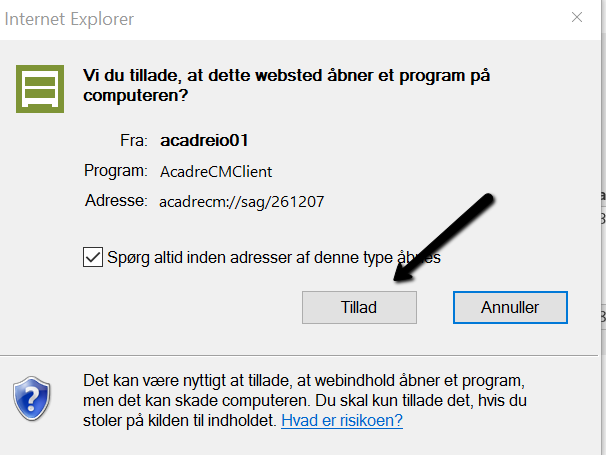 Internet Explorer
Vi du tillade, at dette websted åbner et program på
computeren?
Fra: acadreio01
Program: AcadreCMClient
Adresse: acadrecm://sag/261207
Spørg altid inden adresser af denne type åbnes
Tillad Annuller
Det kan være nyttigt at tillade, at webindhold åbner et program,
men det kan skade computeren. Du skal kun tillade det, hvis du
stoler på kilden til indholdet. Hvad er risikoen?